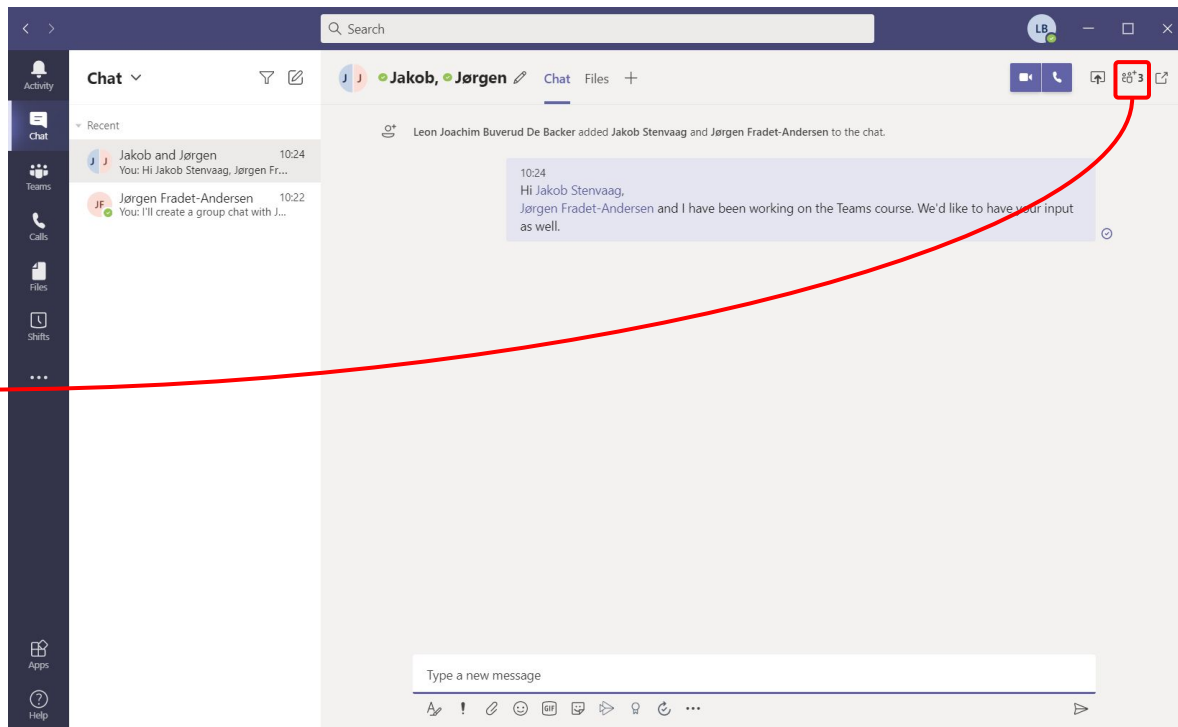 Search
LB
Activity
Chat
Teams
Calls
Files
Shifts
Apps
Help
Chat
Recent
J J
Jakob and Jørgen 10:24
You: Hi Jakob Stenvaag, Jørgen Fr...
JF
Jørgen Fradet-Andersen 10:22
You: I'll create a group chat with J...
J J Jakob, Jørgen Chat Files 3
Leon Joachim Buverud De Backer added Jakob Stenvaag and Jørgen Fradet-Andersen to the chat.
10:24
Hi Jakob Stenvaag,
Jørgen Fradet-Andersen and I have been working on the Teams course. We'd like to have your input
as well.
Type a new message
GIF